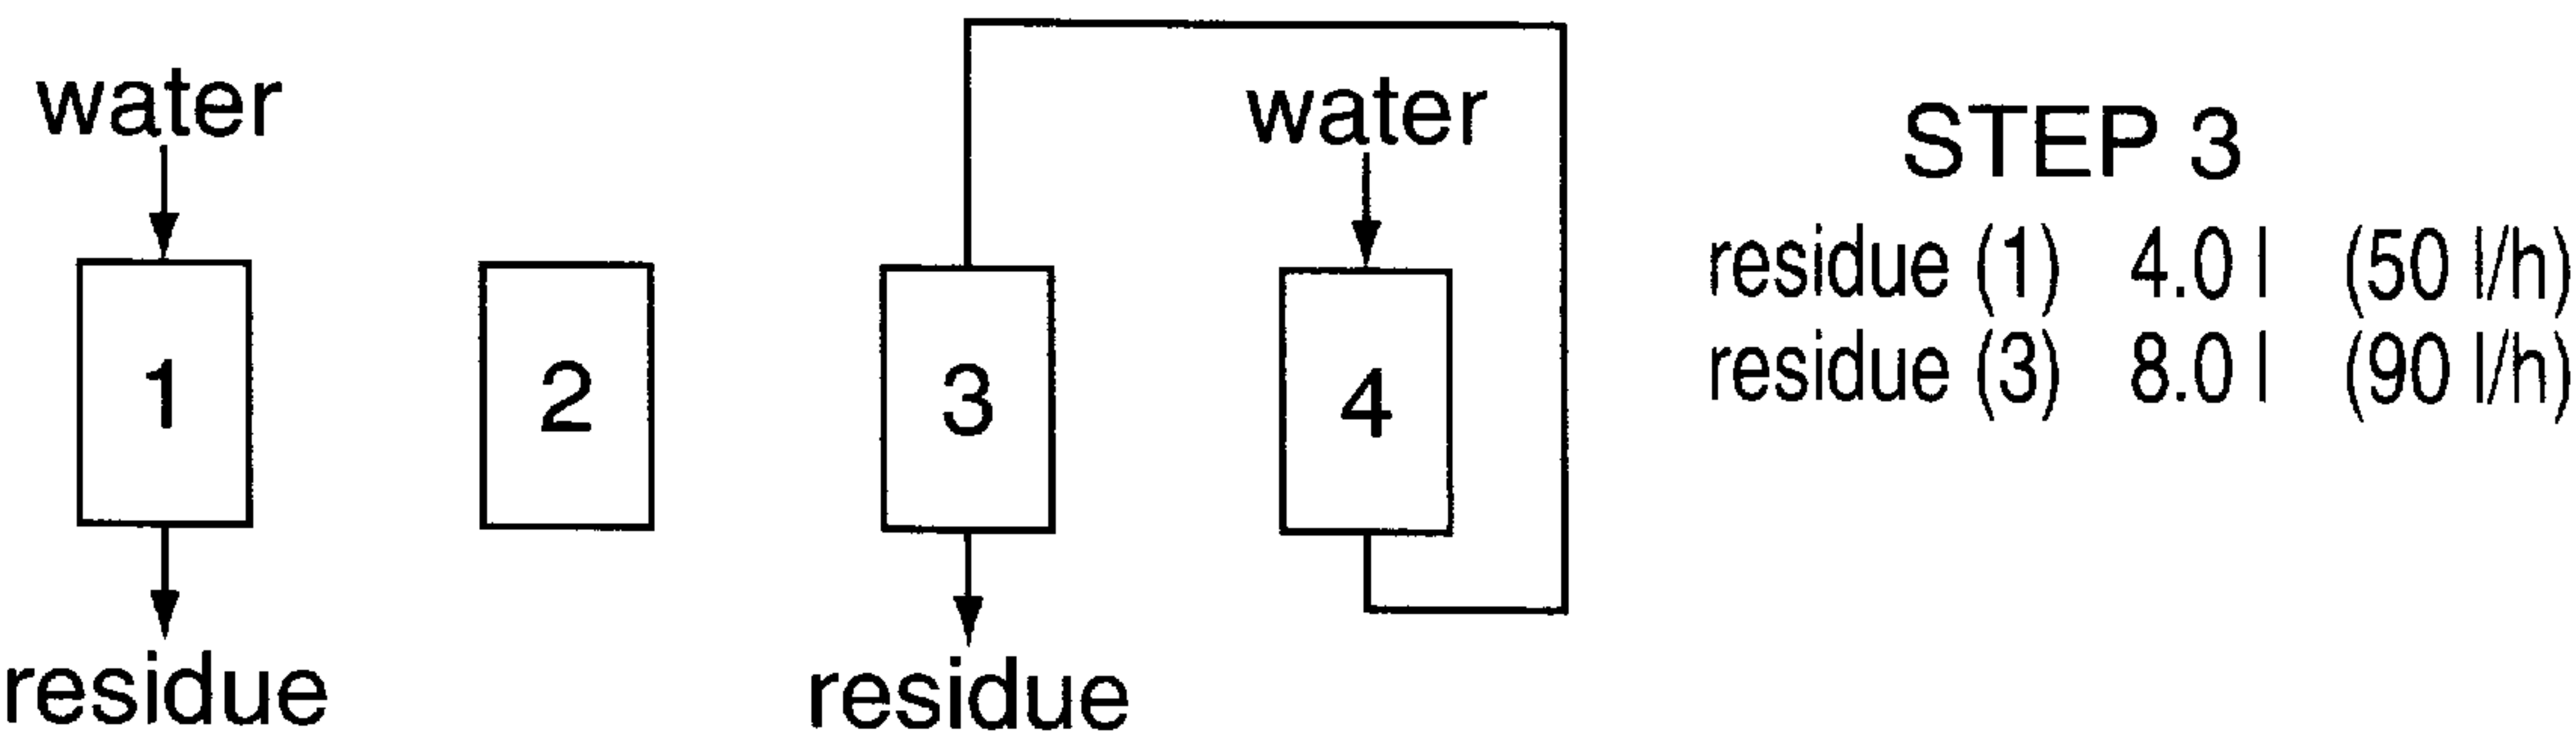 water
water
1
2
3
4
residue
residue
STEP 3
residue (1) 4.0 l (50 l/h)
residue (3) 8.0 l (90 l/h)